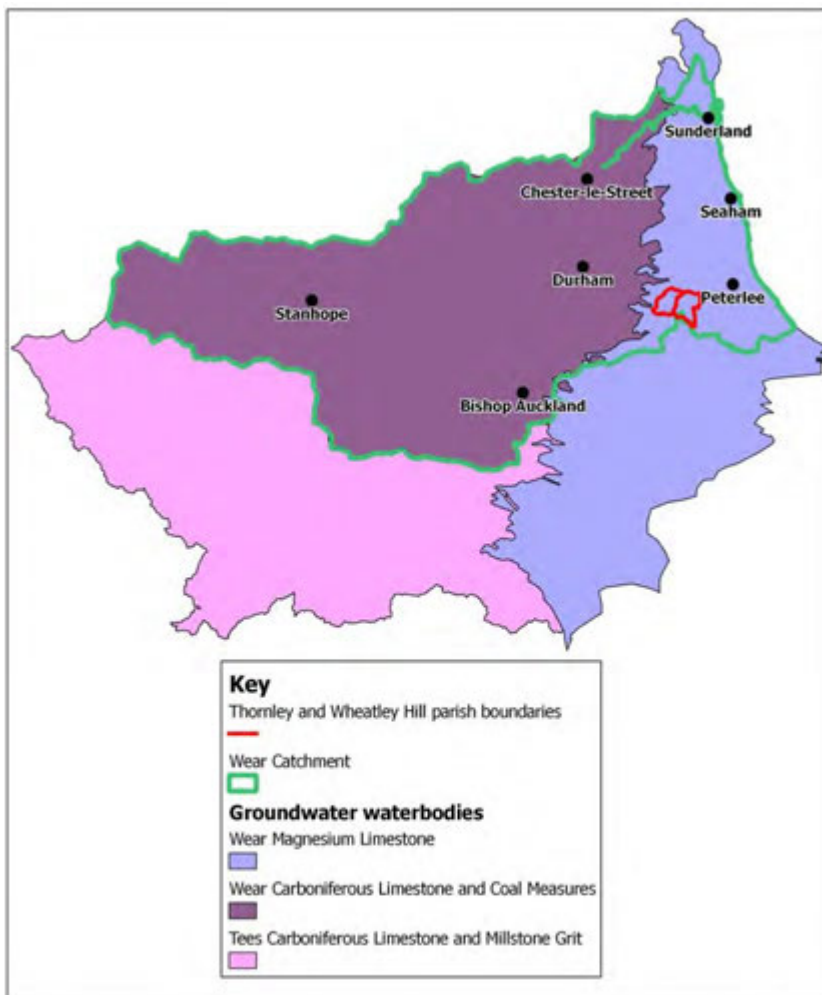 Sunderland
Chester-le-Street
Seaham
Durham
Peterlee
Stanhope
Bishop Auckland
Key
Thornley and Wheatley Hill parish boundaries
Wear Catchment
Groundwater waterbodies
Wear Magnesium Limestone
Wear Carboniferous Limestone and Coal Measures
Tees Carboniferous Limestone and Millstone Grit